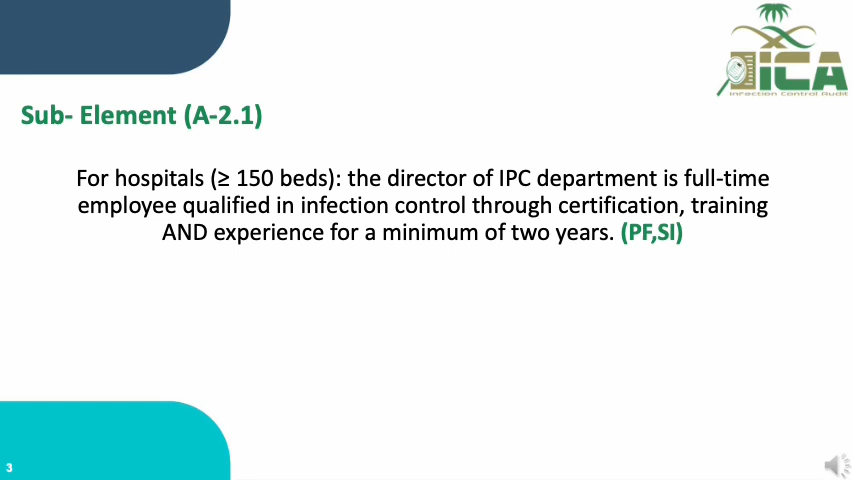 iCA
Infection Control Audit
Sub- Element (A-2.1)
For hospitals (≥ 150 beds): the director of IPC department is full-time
employee qualified in infection control through certification, training
AND experience for a minimum of two years. (PF,SI)
3